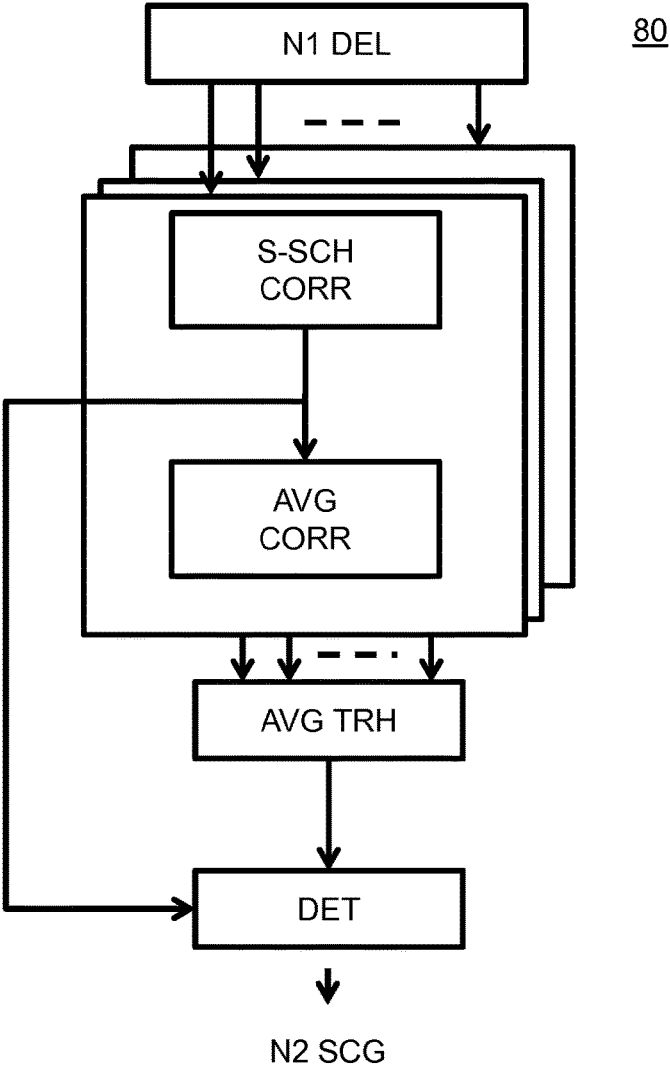 80
N1 DEL
S-SCH
CORR
AVG
CORR
AVG TRH
DET
N2 SCG